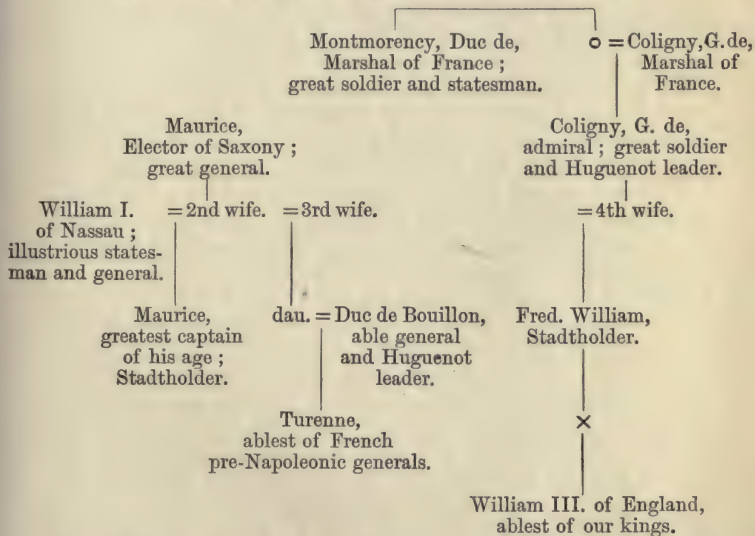 Montmorency, Duc de,
Marshal of France ;
great soldier and statesman.
o = Coligny, G. de,
Marshal of
France.
Maurice,
Elector of Saxony ;
great general.
Coligny, G. de,
admiral ; great soldier
and Huguenot leader.
William I.
of Nassau ;
illustrious states-
man and general.
= 2nd wife.
= 3rd wife.
= 4th wife.
Maurice,
greatest captain
of his age ;
Stadtholder.
dau. = Duc de Bouillon,
able general
and Huguenot
leader.
Fred. William,
Stadtholder.
Turenne,
ablest of French
pre-Napoleonic generals.
×
William III. of England,
ablest of our kings.